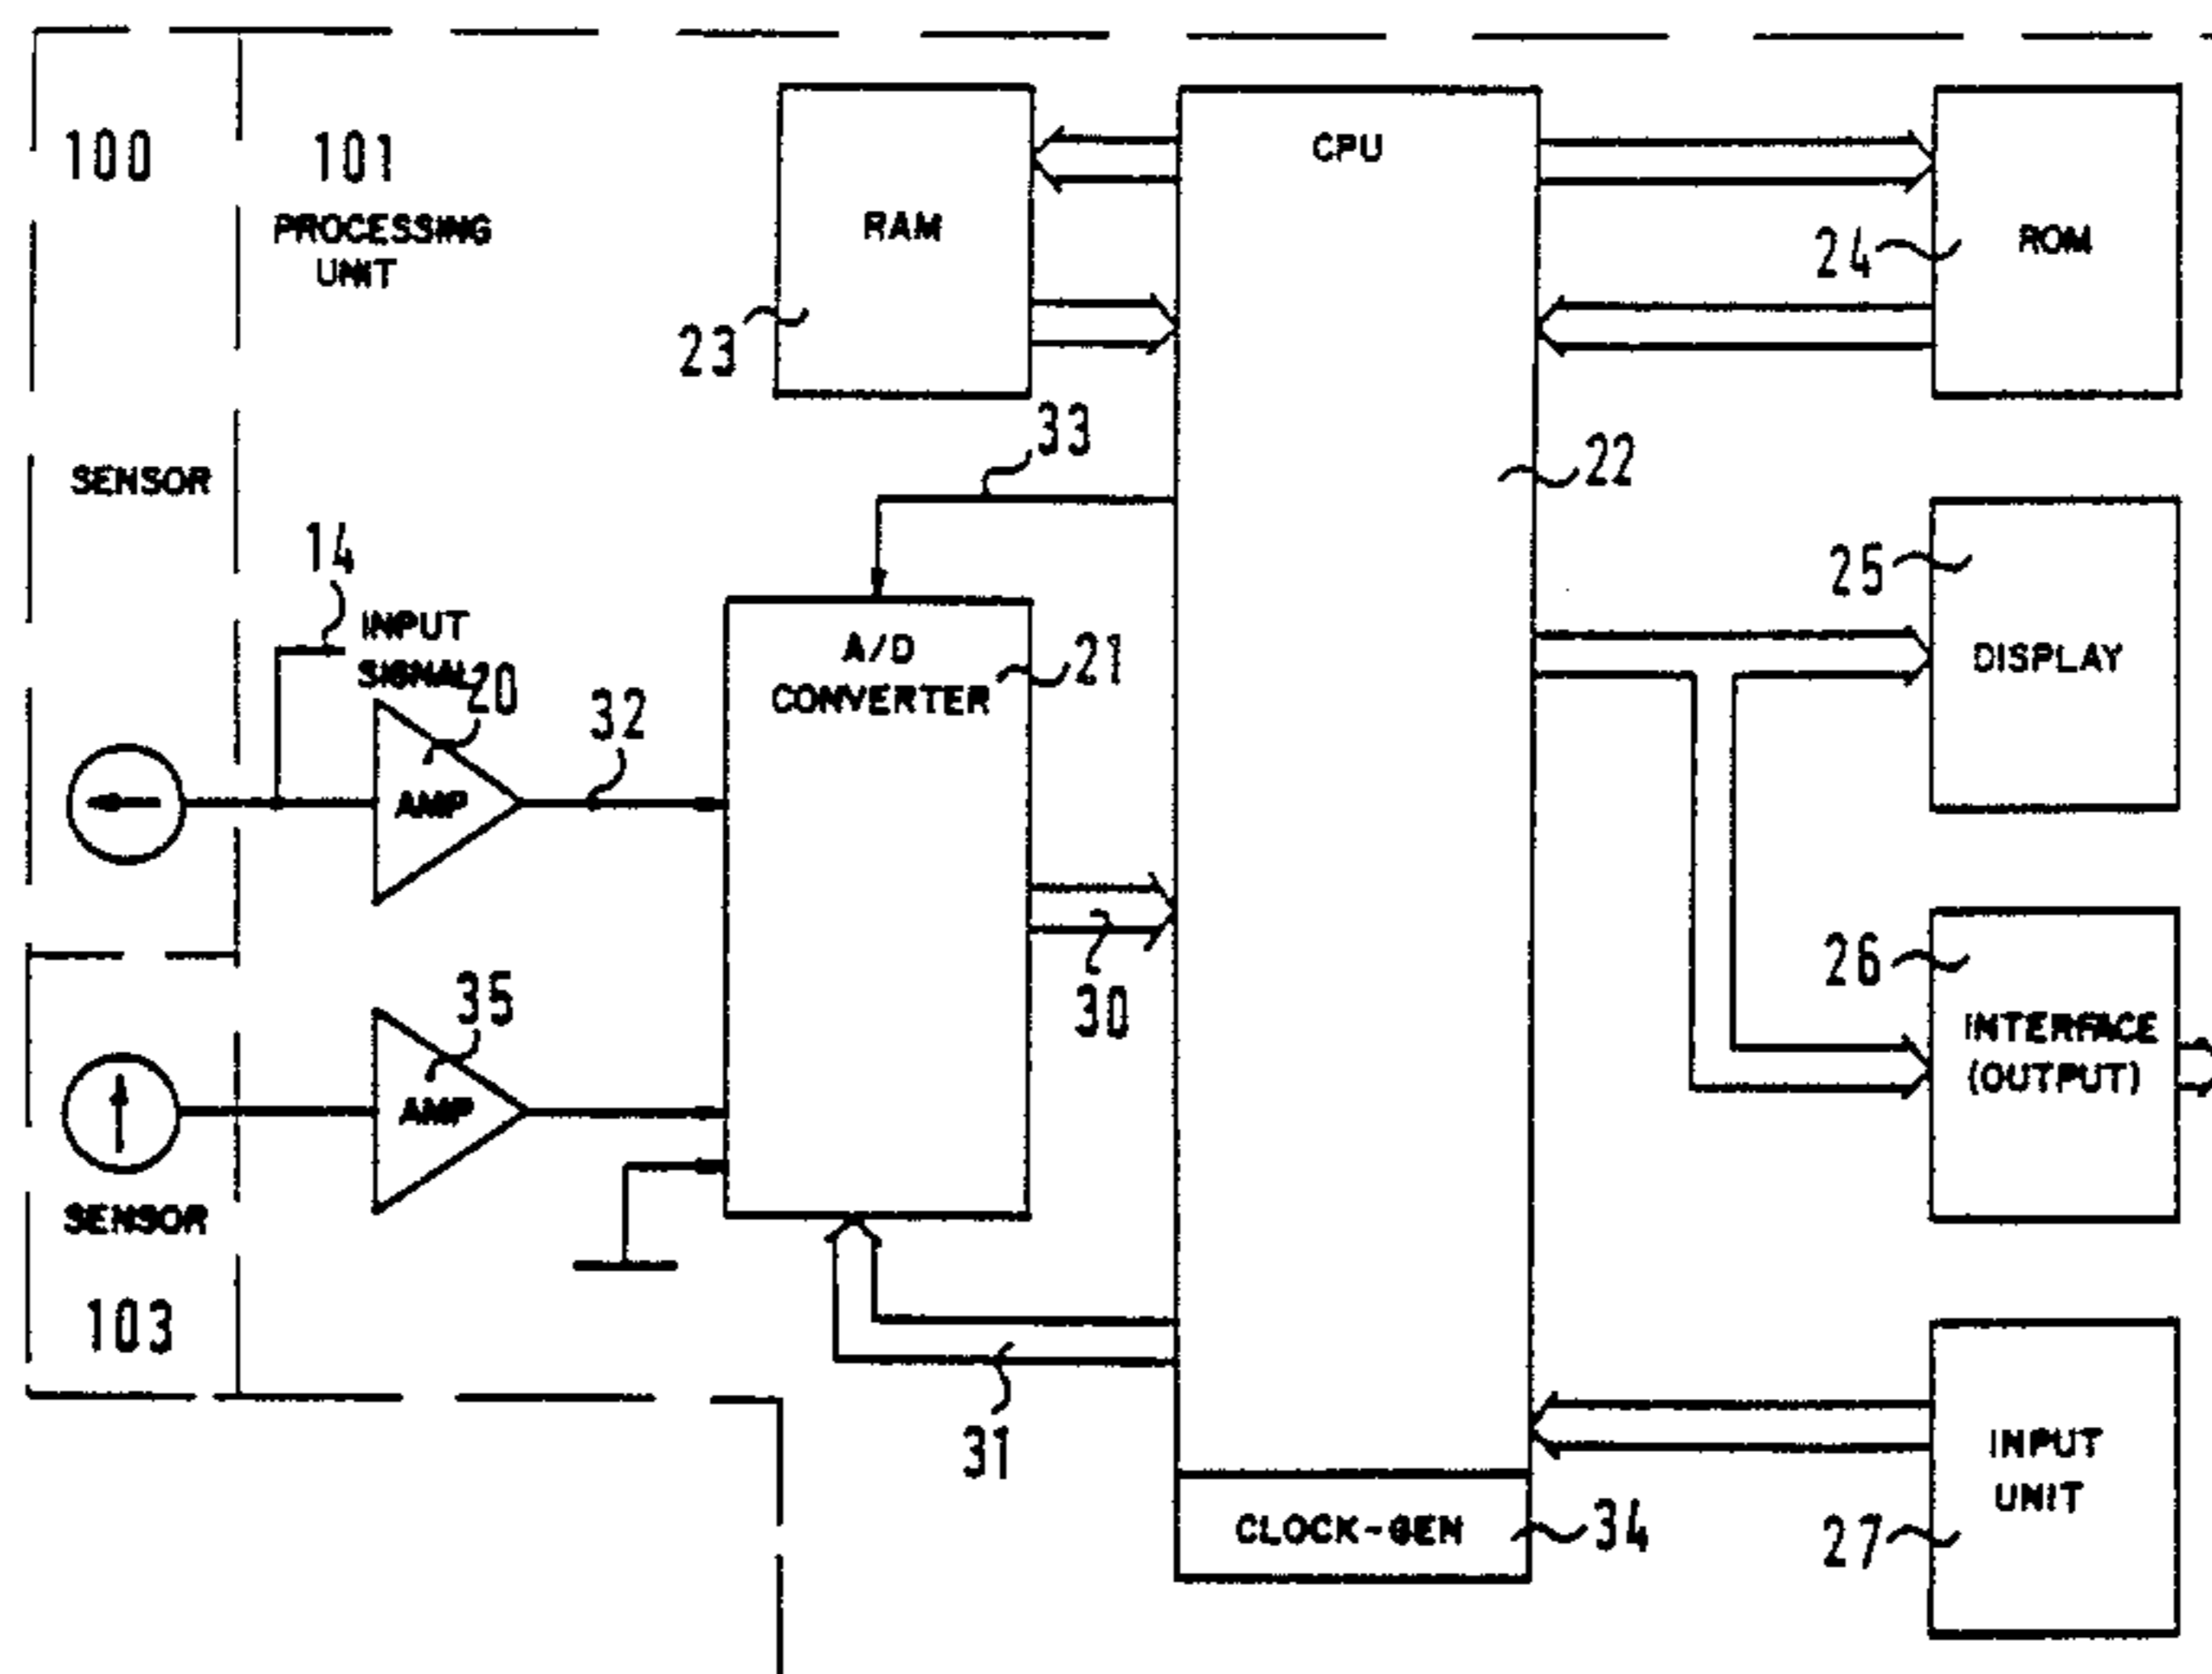 100
101
PROCESSING
UNIT
SENSOR
14
INPUT
SIGNAL
20
AMP
32
35
AMP
SENSOR
103
RAM
23
33
A/D
CONVERTER
21
30
31
CPU
22
CLOCK-GEN
34
ROM
24
25
DISPLAY
26
INTERFACE
(OUTPUT)
INPUT
UNIT
27